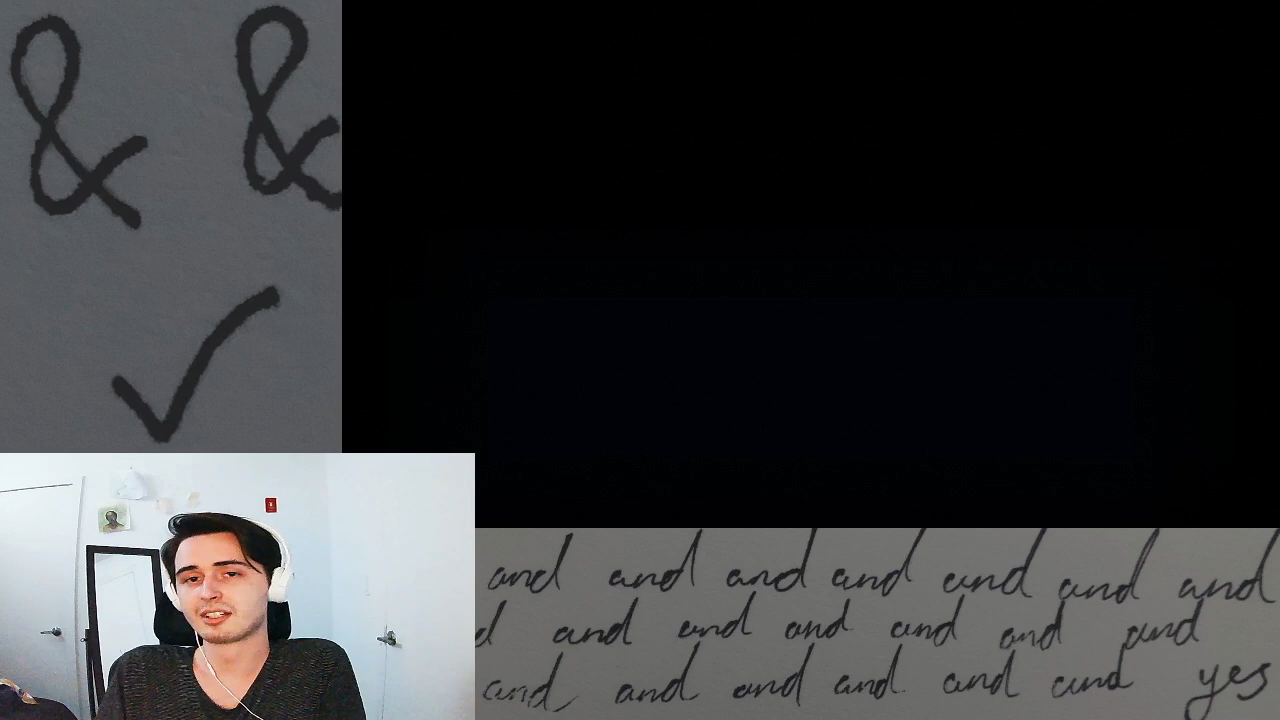 & &
✓
and and and and and and and
d and and and and and and
and and and and and and yes